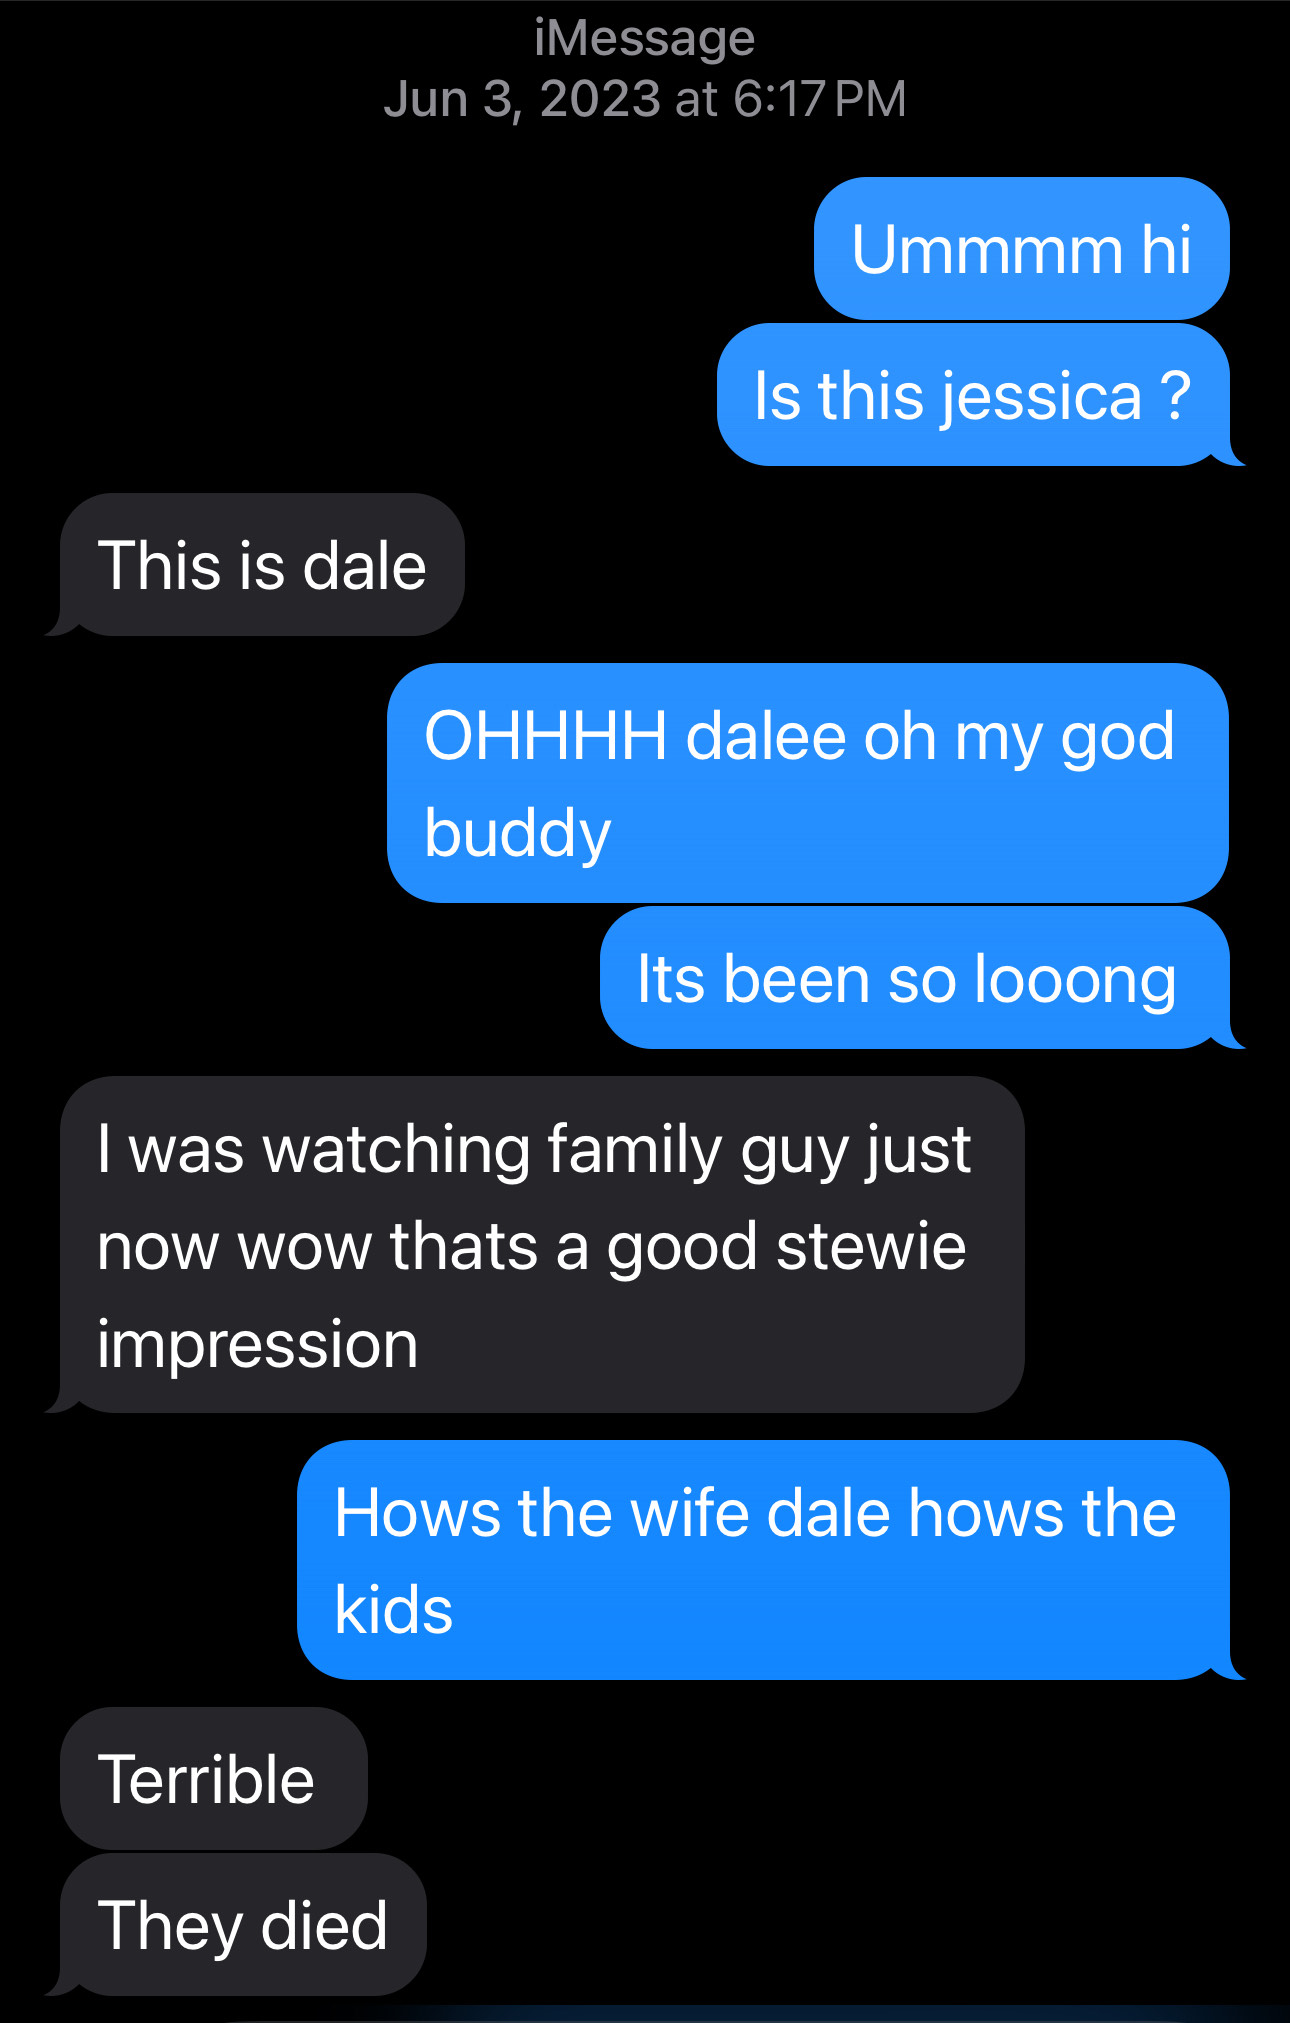 iMessage
Jun 3, 2023 at 6:17 PM
Ummmm hi
Is this jessica ?
This is dale
OHHHH dalee oh my god
buddy
Its been so looong
I was watching family guy just
now wow thats a good stewie
impression
Hows the wife dale hows the
kids
Terrible
They died